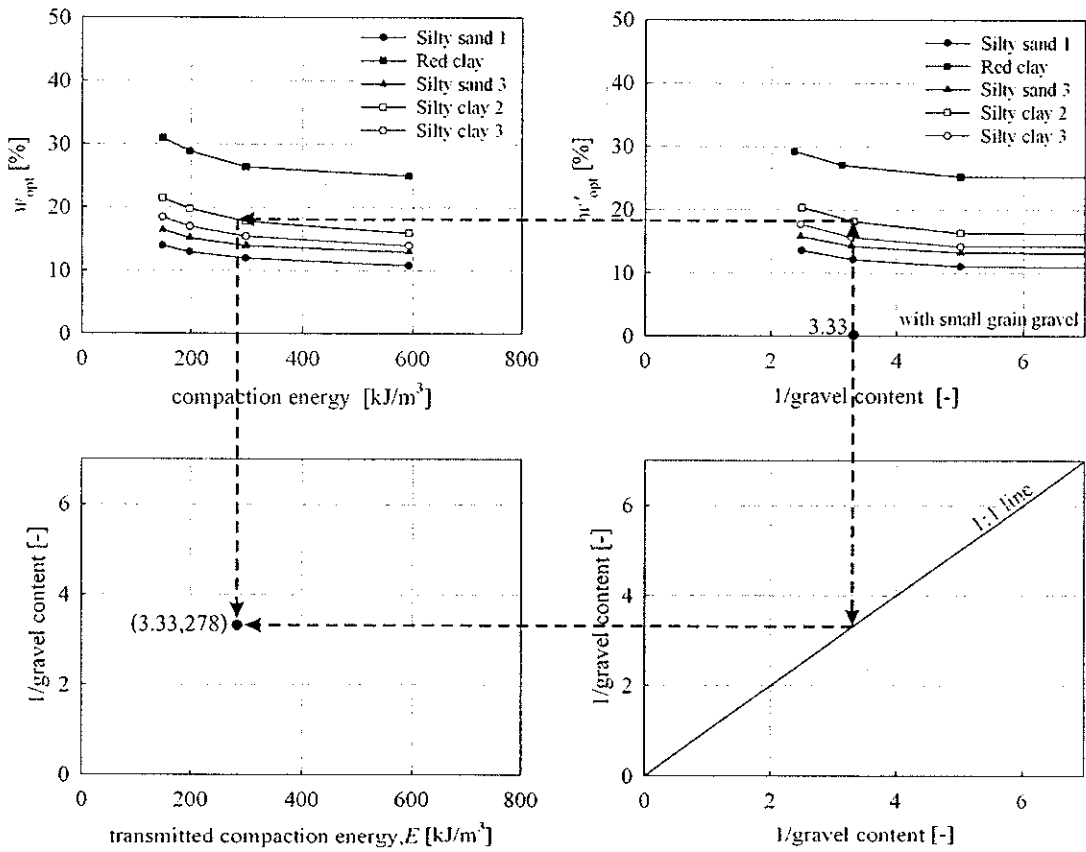 50
40
30
20
10
0
w_opt [%]
Silty sand 1
Red clay
Silty sand 3
Silty clay 2
Silty clay 3
0 200 400 600 800
compaction energy [kJ/m³]
50
40
30
20
10
0
w'_opt [%]
Silty sand 1
Red clay
Silty sand 3
Silty clay 2
Silty clay 3
3.33
with small grain gravel
0 2 4 6
1/gravel content [-]
6
4
2
0
1/gravel content [-]
(3.33,278)
0 200 400 600 800
transmitted compaction energy,E [kJ/m³]
6
4
2
0
1/gravel content [-]
1:1 line
0 2 4 6
1/gravel content [-]